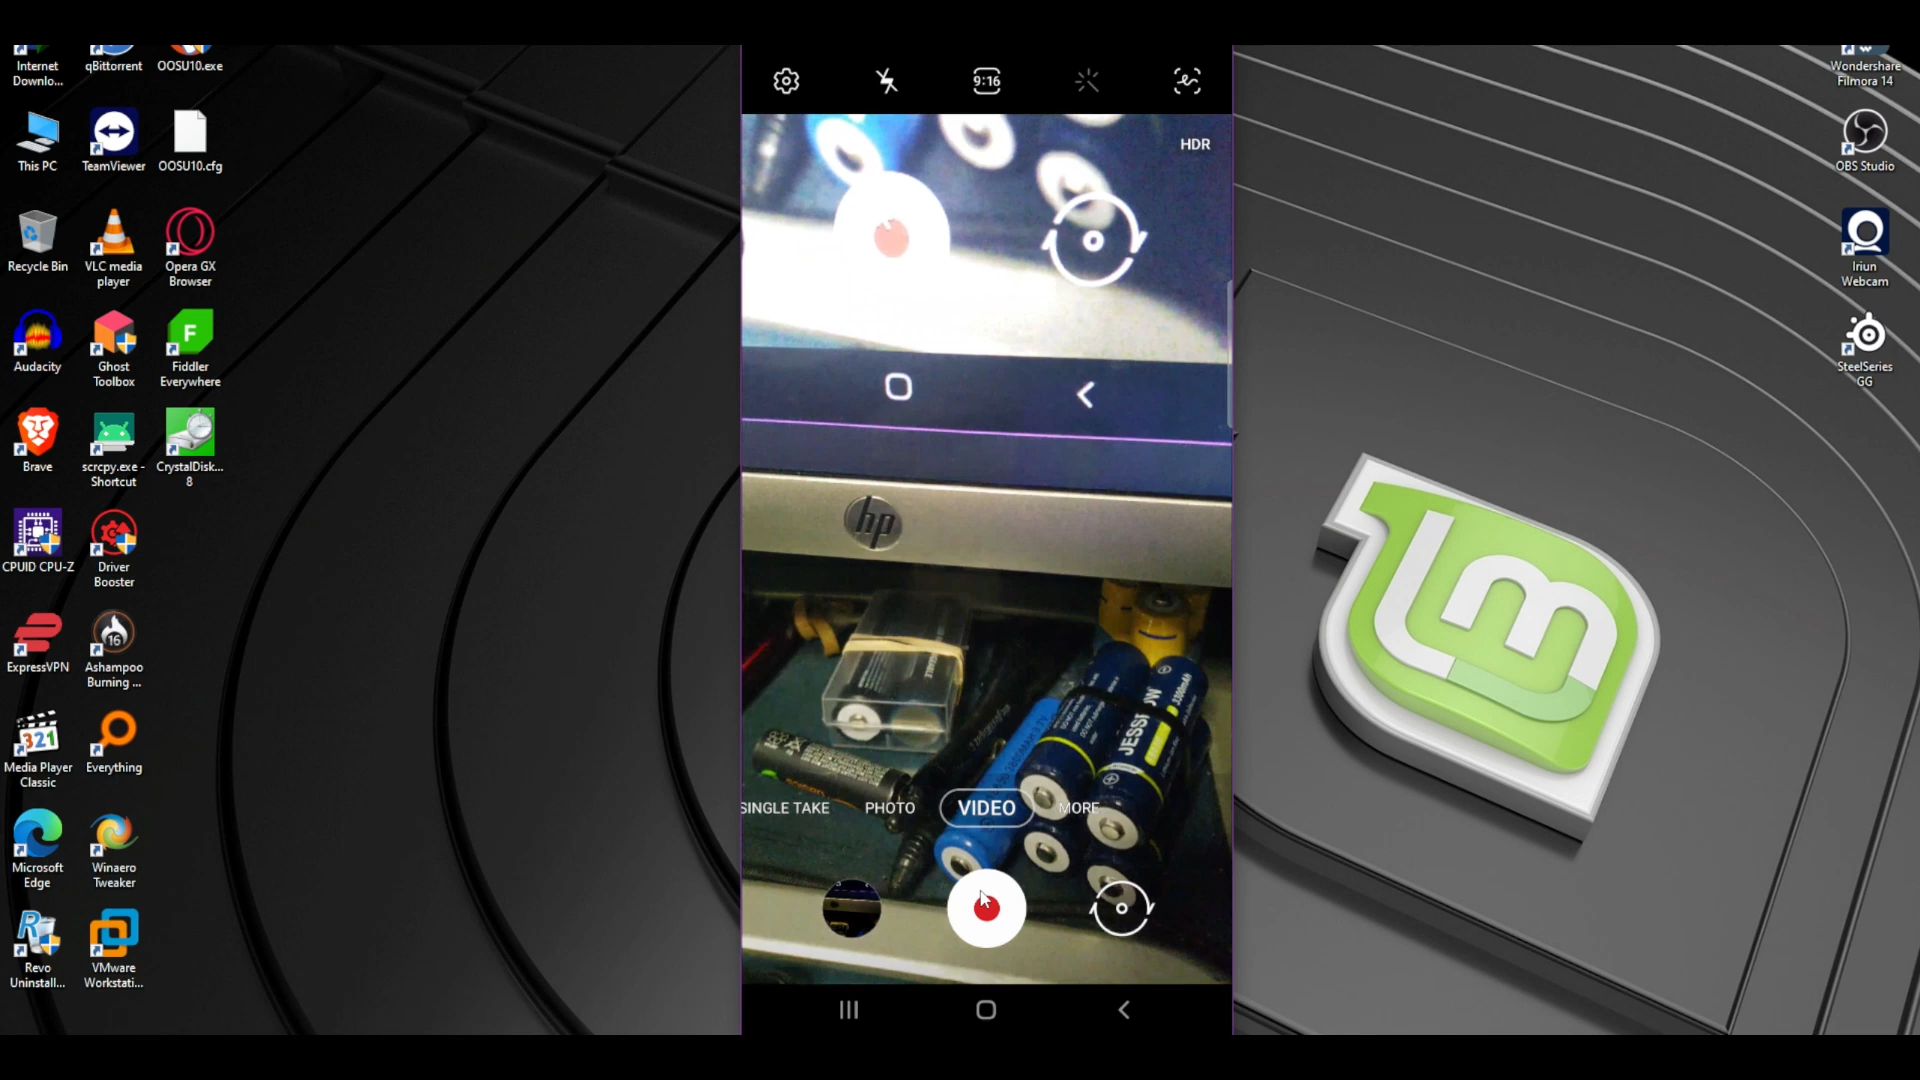 Internet
Downlo...
qBittorrent
OOSU10.exe
This PC
TeamViewer
OOSU10.cfg
Recycle Bin
VLC media
player
Opera GX
Browser
Audacity
Ghost
Toolbox
F
Fiddler
Everywhere
Brave
scrcpy.exe -
Shortcut
CrystalDisk...
8
CPUID CPU-Z
Driver
Booster
ExpressVPN
16
Ashampoo
Burning ...
321
Media Player
Classic
Everything
Microsoft
Edge
Winaero
Tweaker
R
Revo
Uninstall...
VMware
Workstati...
9:16
HDR
hp
3300mAh
SINGLE TAKE
PHOTO
VIDEO
MORE
Wondershare
Filmora 14
OBS Studio
Iriun
Webcam
SteelSeries
GG